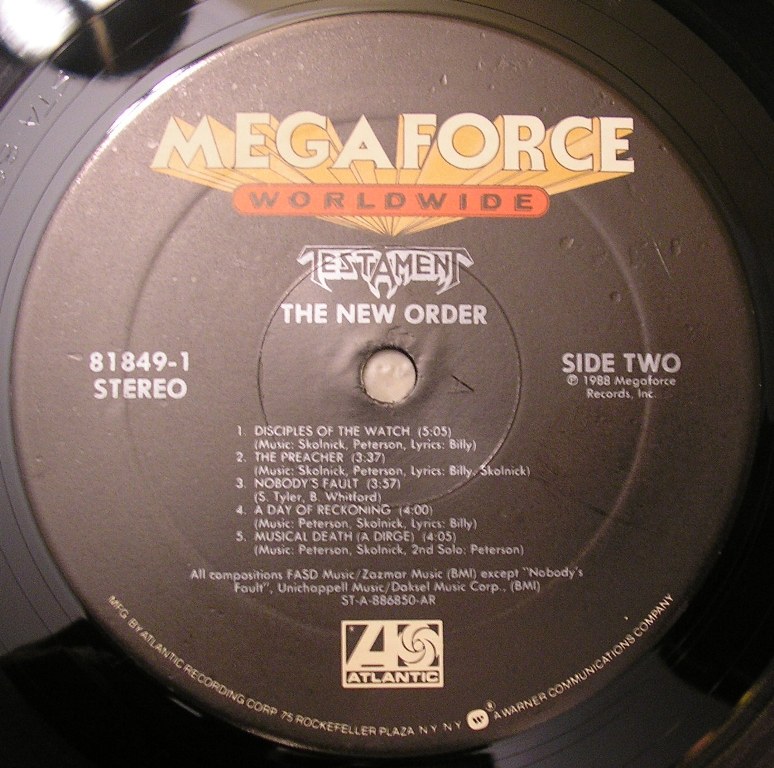 MEGAFORCE
WORLDWIDE
TESTAMENT
THE NEW ORDER
81849-1
STEREO
SIDE TWO
℗ 1988 Megaforce
Records, Inc.
1. DISCIPLES OF THE WATCH (5:05)
(Music: Skolnick, Peterson, Lyrics: Billy)
2. THE PREACHER (3:37)
(Music: Skolnick, Peterson, Lyrics: Billy, Skolnick)
3. NOBODY'S FAULT (3:57)
(S. Tyler, B. Whitford)
4. A DAY OF RECKONING (4:00)
(Music: Peterson, Skolnick, Lyrics: Billy)
5. MUSICAL DEATH (A DIRGE) (4:05)
(Music: Peterson, Skolnick, 2nd Solo: Peterson)
All compositions FASD Music/Zazmar Music (BMI) except "Nobody's
Fault", Unichappell Music/Daksel Music Corp., (BMI)
ST-A-886850-AR
ATLANTIC
MFG. BY ATLANTIC RECORDING CORP. 75 ROCKEFELLER PLAZA, N.Y. N.Y. ® A WARNER COMMUNICATIONS COMPANY